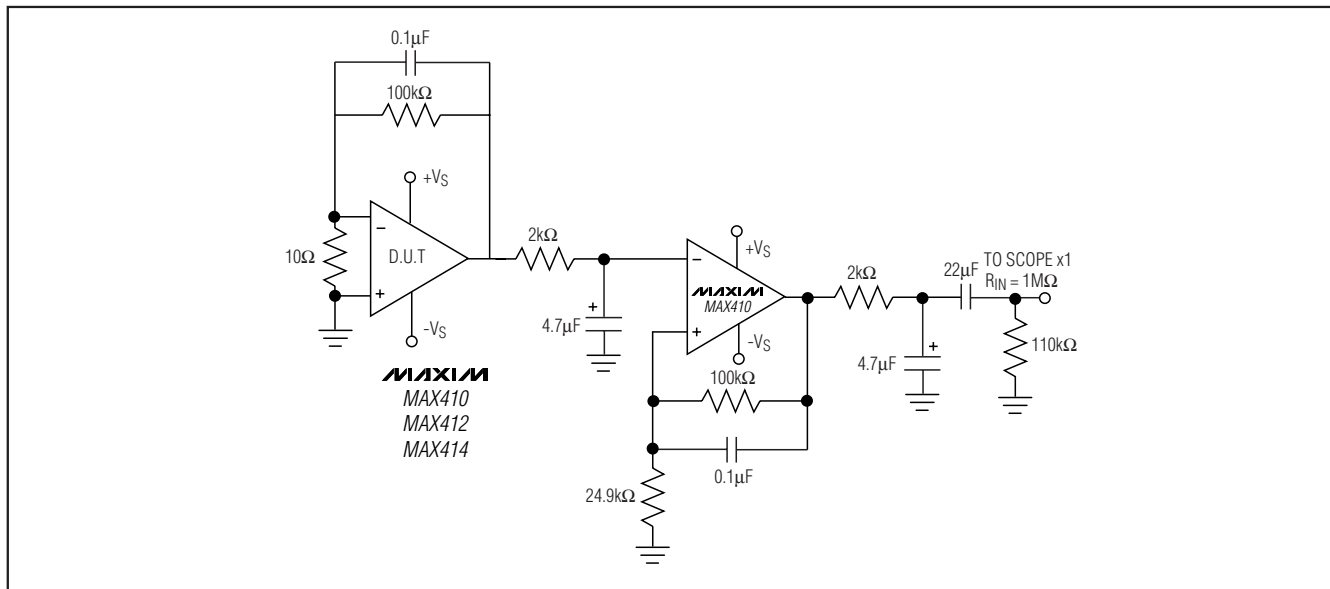 0.1μF
100kΩ
+VS
10Ω
−
D.U.T
+
-VS
MAXIM
MAX410
MAX412
MAX414
2kΩ
+
4.7μF
+VS
−
MAXIM
MAX410
+
-VS
100kΩ
0.1μF
24.9kΩ
2kΩ
22μF
TO SCOPE x1
RIN = 1MΩ
+
4.7μF
110kΩ